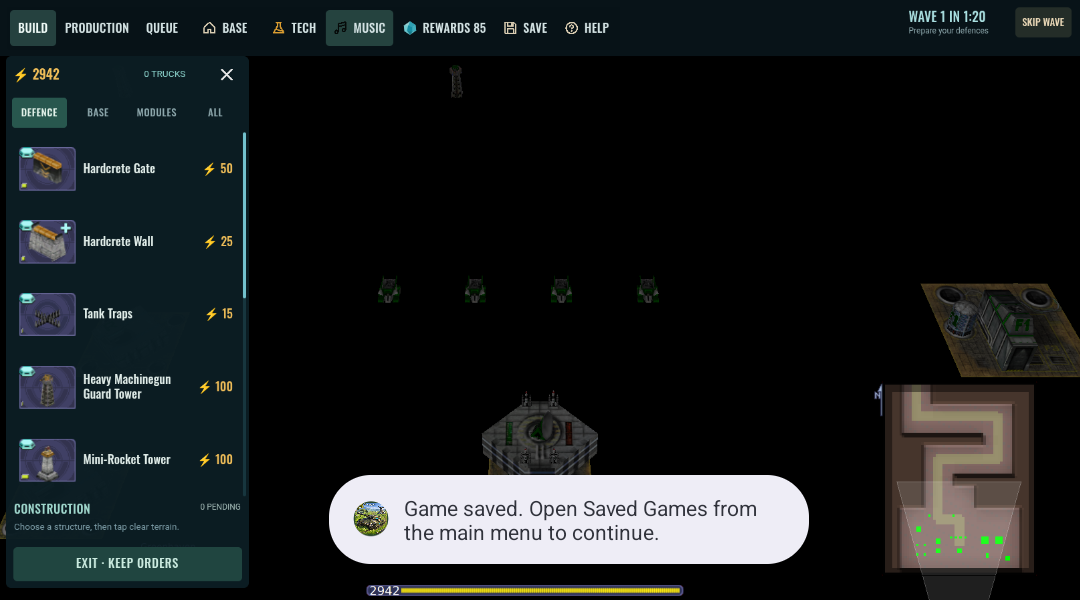 BUILD
PRODUCTION
QUEUE
BASE
TECH
MUSIC
REWARDS 85
SAVE
HELP
WAVE 1 IN 1:20
Prepare your defences
SKIP WAVE
2942
0 TRUCKS
DEFENCE
BASE
MODULES
ALL
Hardcrete Gate
50
Hardcrete Wall
25
Tank Traps
15
Heavy Machinegun
Guard Tower
100
Mini-Rocket Tower
100
CONSTRUCTION
0 PENDING
Choose a structure, then tap clear terrain.
EXIT · KEEP ORDERS
Game saved. Open Saved Games from
the main menu to continue.
2942
N